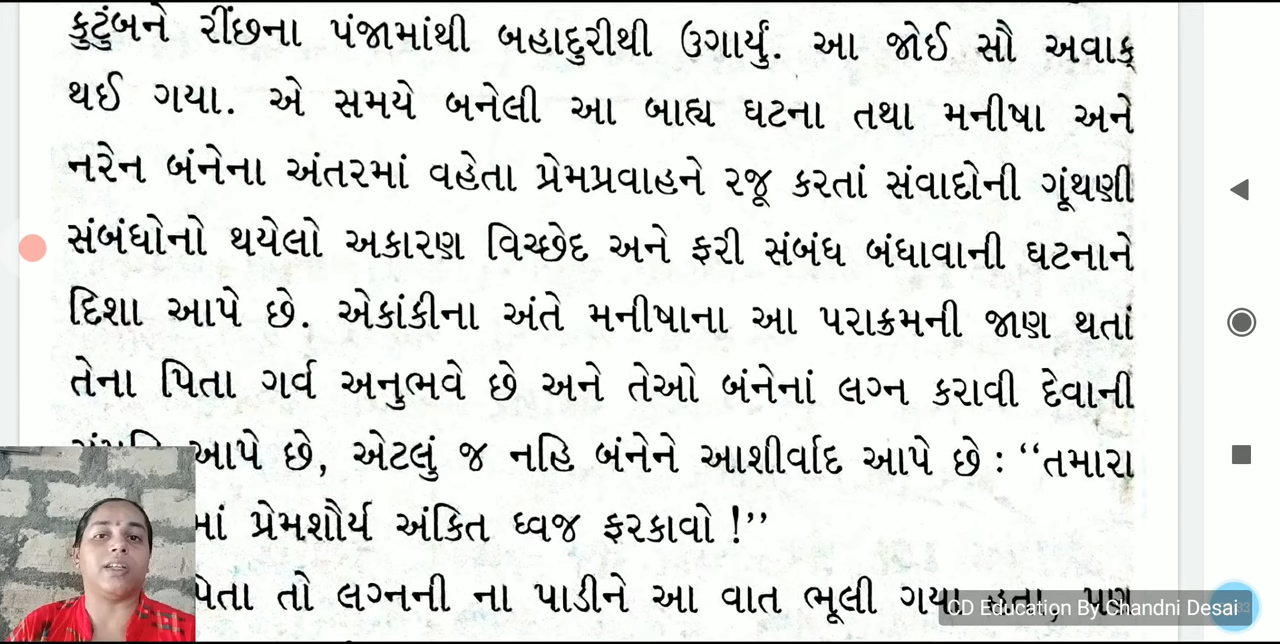 કુટુંબને રીંછના પંજામાંથી બહાદુરીથી ઉગાર્યું. આ જોઈ સૌ અવાક્
થઈ ગયા. એ સમયે બનેલી આ બાહ્ય ઘટના તથા મનીષા અને
નરેન બંનેના અંતરમાં વહેતા પ્રેમપ્રવાહને રજૂ કરતાં સંવાદોની ગૂંથણી
સંબંધોનો થયેલો અકારણ વિચ્છેદ અને ફરી સંબંધ બંધાવાની ઘટનાને
દિશા આપે છે. એકાંકીના અંતે મનીષાના આ પરાક્રમની જાણ થતાં
તેના પિતા ગર્વ અનુભવે છે અને તેઓ બંનેનાં લગ્ન કરાવી દેવાની
આપે છે, એટલું જ નહિ બંનેને આશીર્વાદ આપે છે : ‘‘તમારા
પ્રેમશૌર્ય અંકિત ધ્વજ ફરકાવો !’’
તો લગ્નની ના પાડીને આ વાત ભૂલી ગયા હતા, પણ
CD Education By Chandni Desai